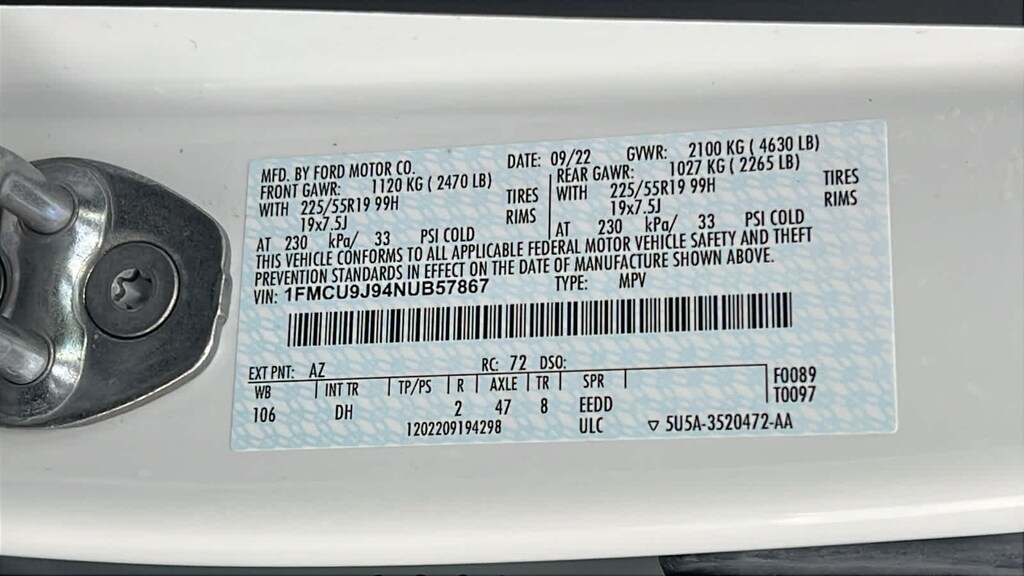 MFD. BY FORD MOTOR CO. DATE: 09/22 GVWR: 2100 KG ( 4630 LB)
FRONT GAWR: 1120 KG ( 2470 LB) REAR GAWR: 1027 KG ( 2265 LB)
WITH 225/55R19 99H TIRES WITH 225/55R19 99H TIRES
19x7.5J RIMS 19x7.5J RIMS
AT 230 kPa/ 33 PSI COLD AT 230 kPa/ 33 PSI COLD
THIS VEHICLE CONFORMS TO ALL APPLICABLE FEDERAL MOTOR VEHICLE SAFETY AND THEFT
PREVENTION STANDARDS IN EFFECT ON THE DATE OF MANUFACTURE SHOWN ABOVE.
VIN: 1FMCU9J94NUB57867 TYPE: MPV
EXT PNT: AZ RC: 72 DSO:
WB INT TR TP/PS R AXLE TR SPR F0089
106 DH 2 47 8 EEDD T0097
1202209194298 ULC ▽ 5U5A-3520472-AA